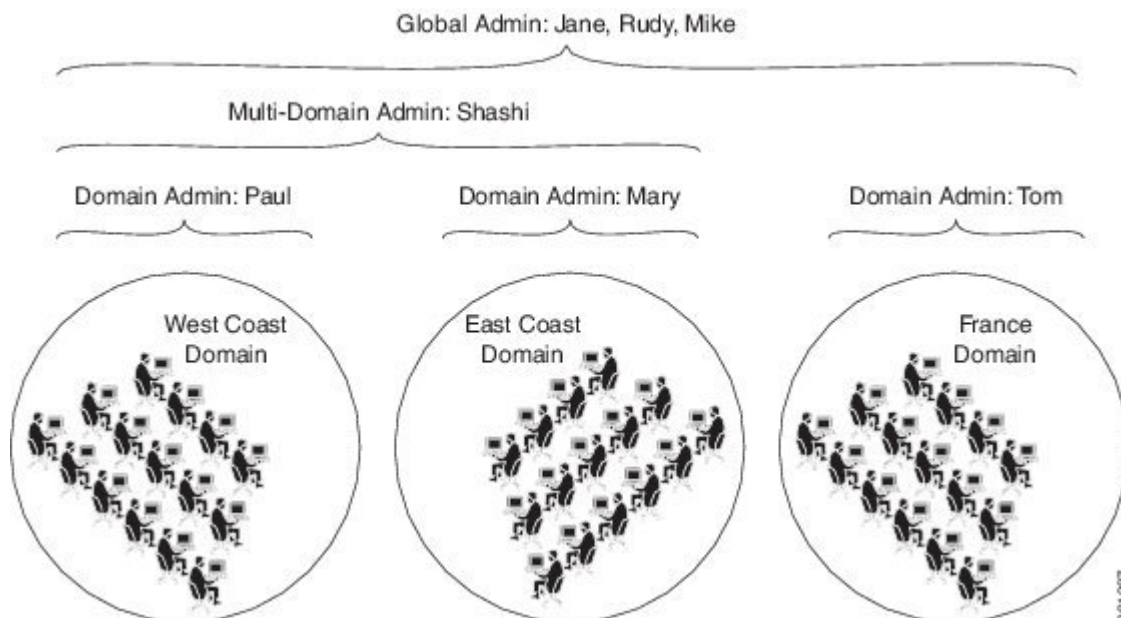 Global Admin: Jane, Rudy, Mike
Multi-Domain Admin: Shashi
Domain Admin: Paul
Domain Admin: Mary
Domain Admin: Tom
West Coast
Domain
East Coast
Domain
France
Domain